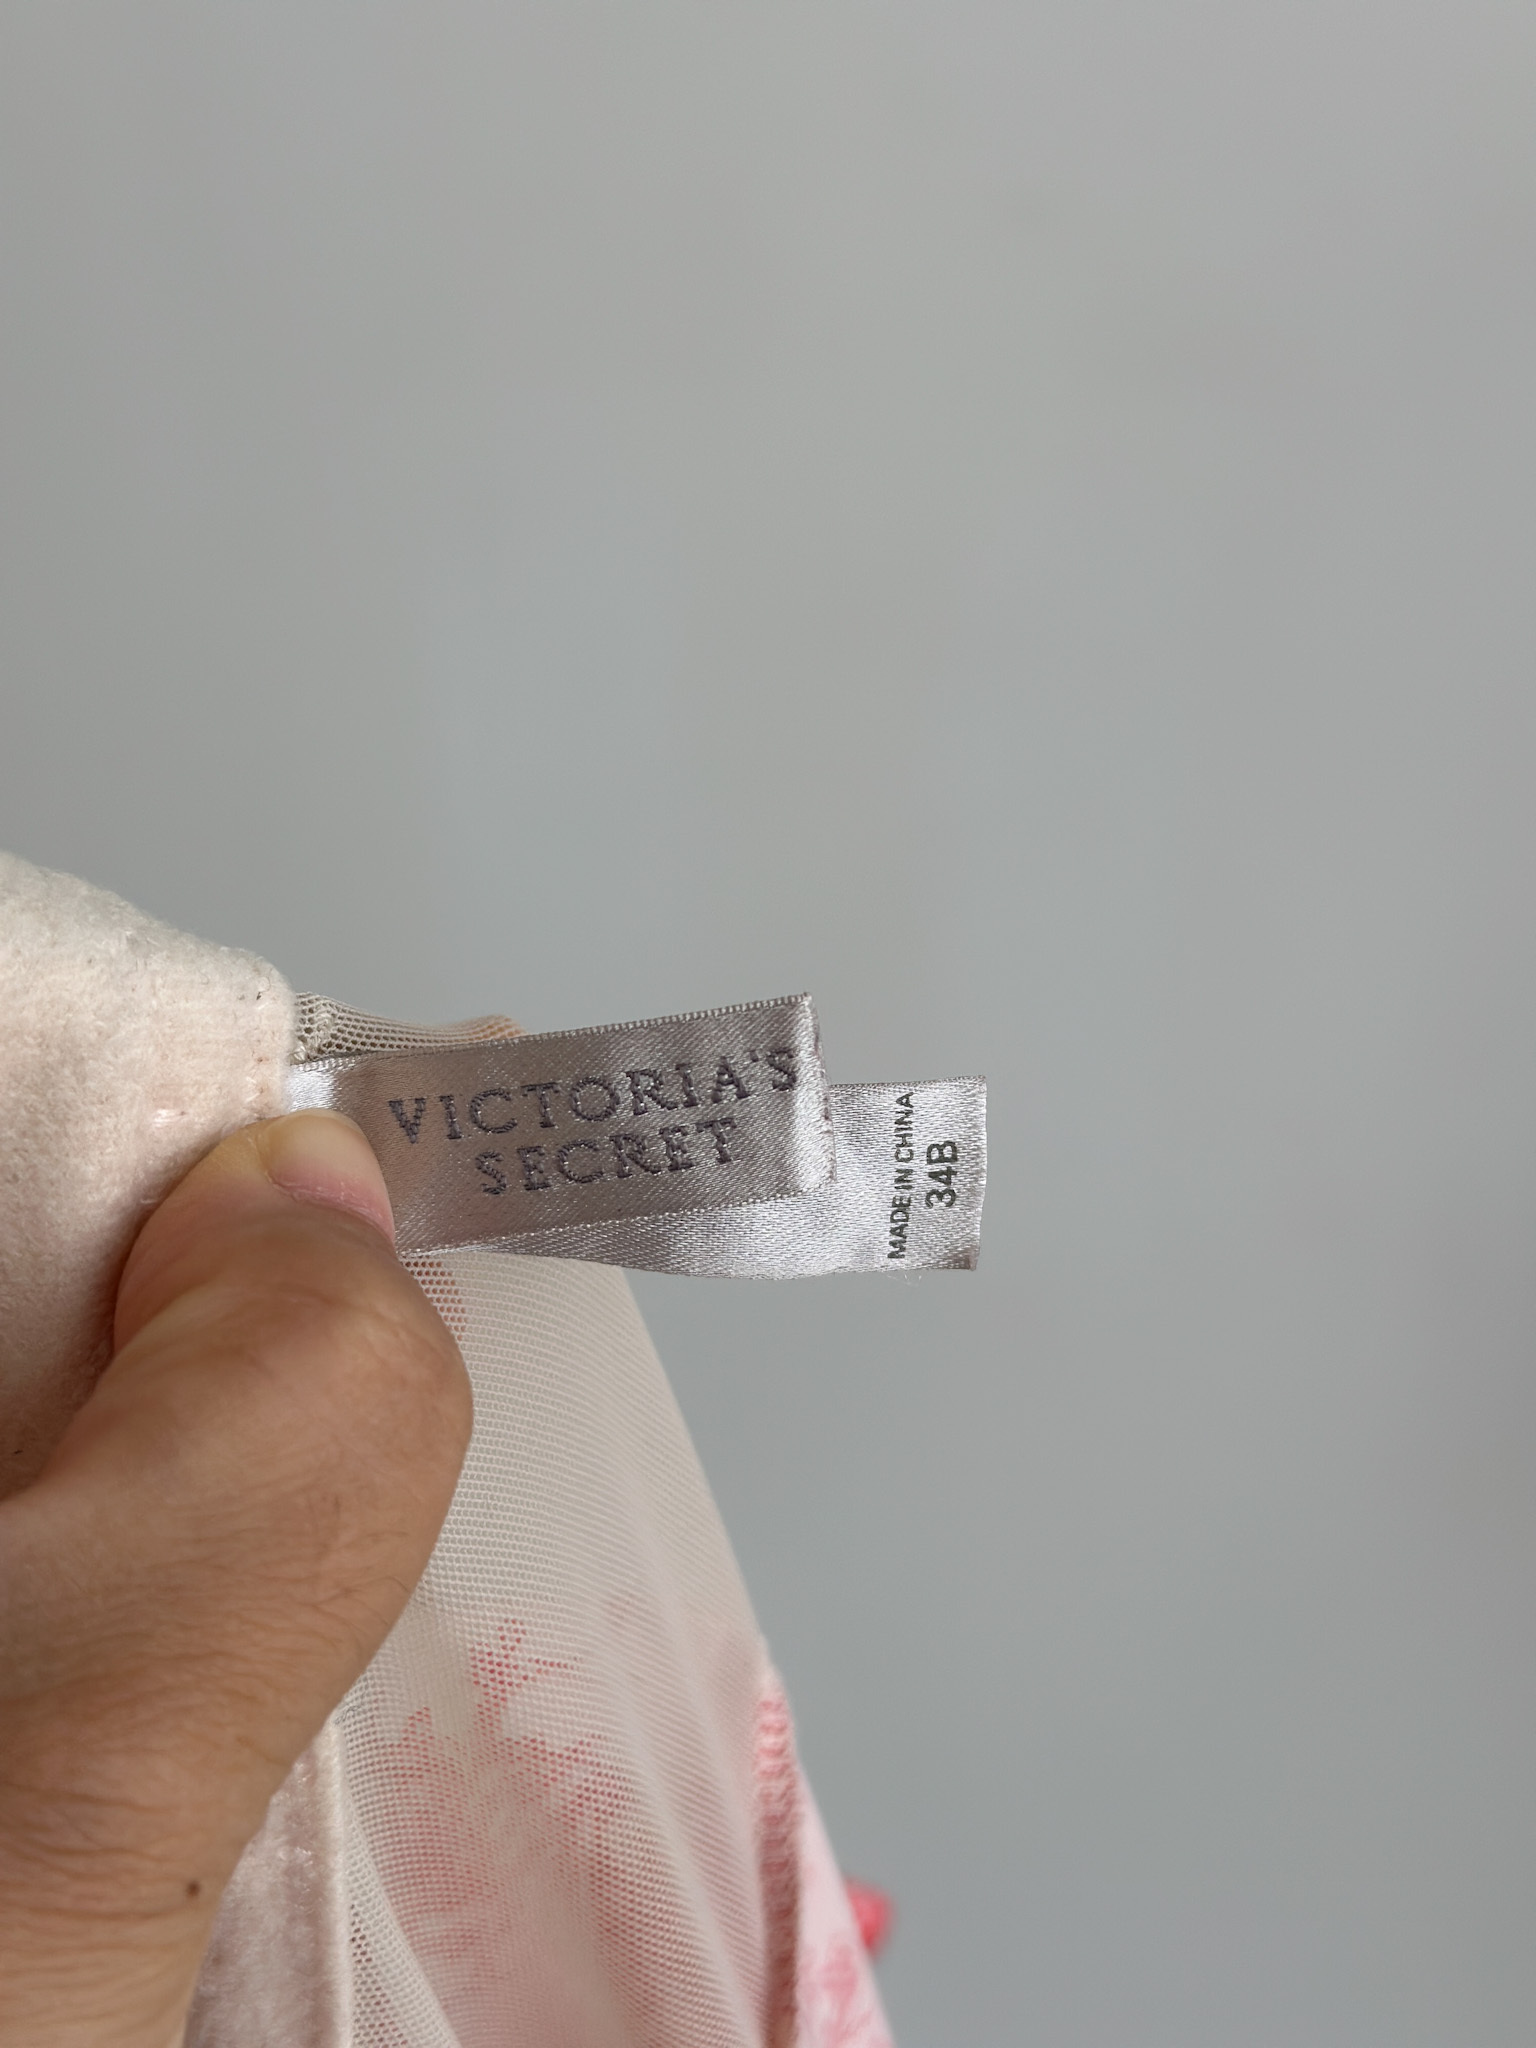 VICTORIA'S
SECRET
MADE IN CHINA
34B